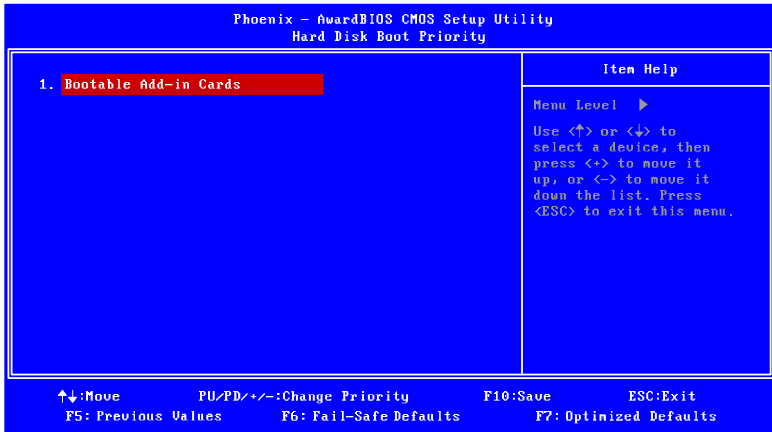 Phoenix – AwardBIOS CMOS Setup Utility
Hard Disk Boot Priority
1. Bootable Add-in Cards
Item Help
Menu Level ▶
Use <↑> or <↓> to
select a device, then
press <+> to move it
up, or <-> to move it
down the list. Press
<ESC> to exit this menu.
↑↓:Move PU/PD/+/-:Change Priority F10:Save ESC:Exit
F5: Previous Values F6: Fail-Safe Defaults F7: Optimized Defaults